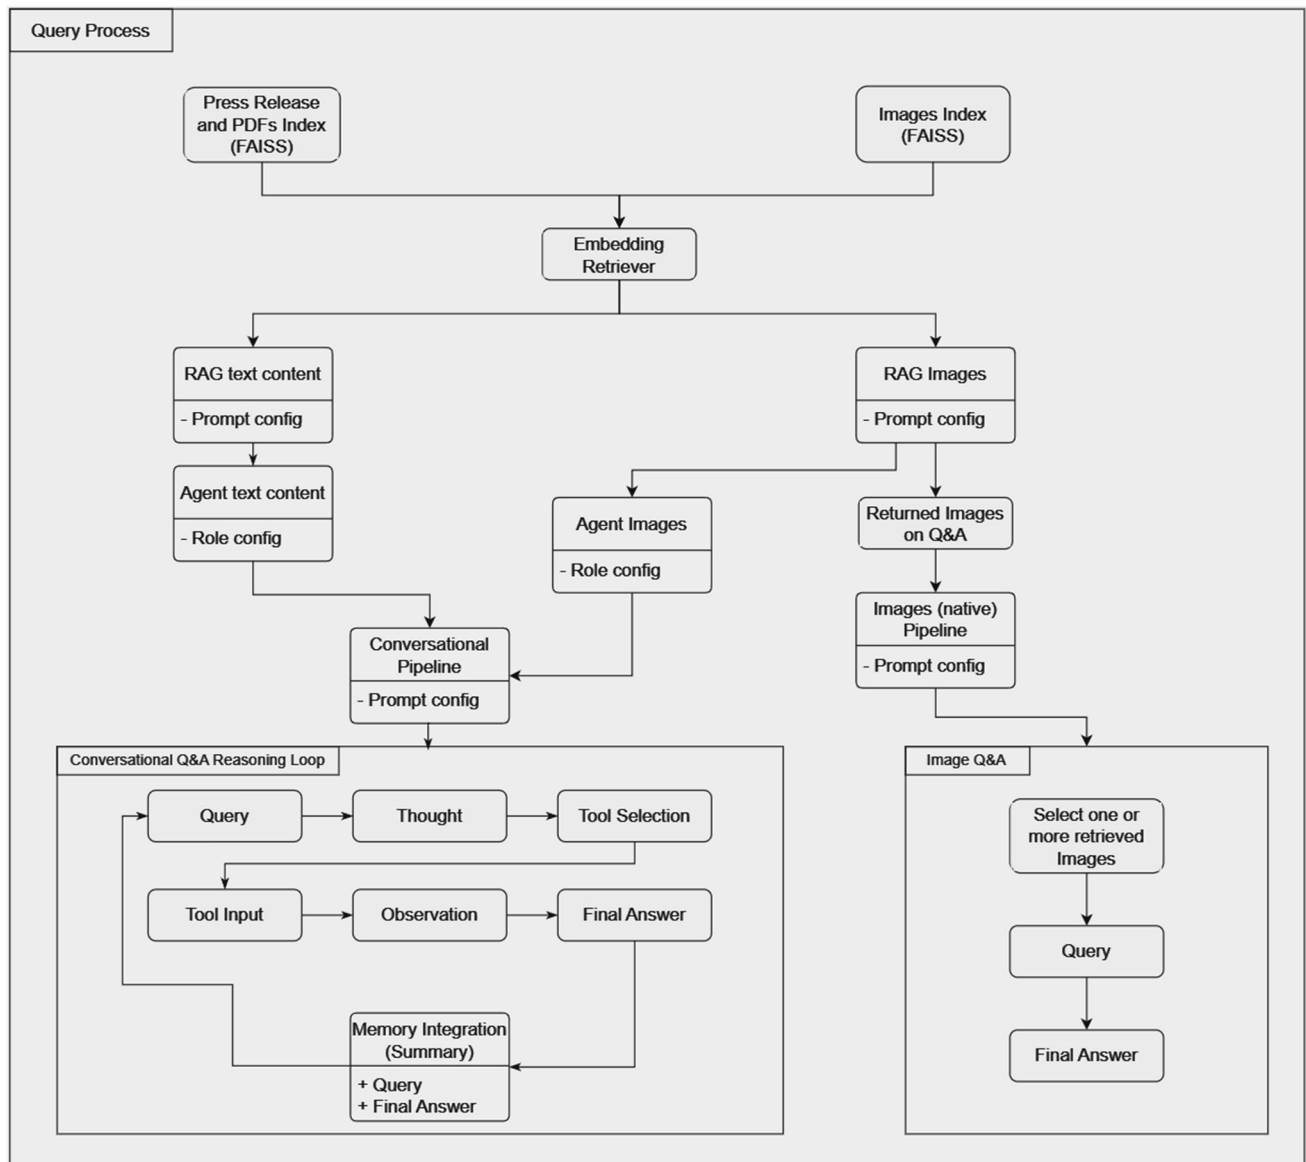 Query Process
Press Release
and PDFs Index
(FAISS)
Images Index
(FAISS)
Embedding
Retriever
RAG text content
- Prompt config
RAG Images
- Prompt config
Agent text content
- Role config
Agent Images
- Role config
Returned Images
on Q&A
Images (native)
Pipeline
- Prompt config
Conversational
Pipeline
- Prompt config
Conversational Q&A Reasoning Loop
Query
Thought
Tool Selection
Tool Input
Observation
Final Answer
Memory Integration
(Summary)
+ Query
+ Final Answer
Image Q&A
Select one or
more retrieved
Images
Query
Final Answer